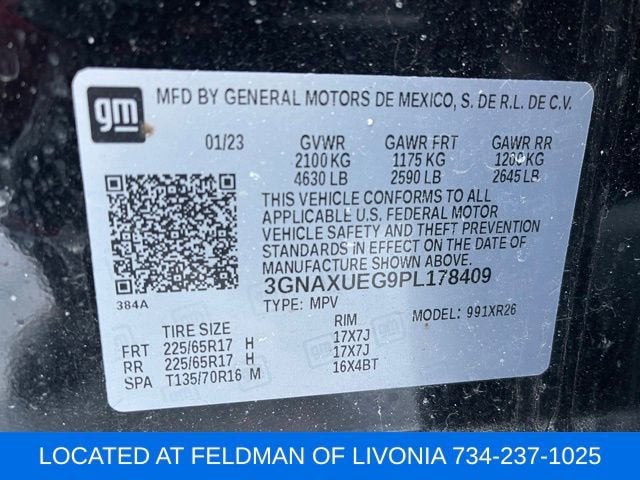 gm MFD BY GENERAL MOTORS DE MEXICO, S. DE R.L. DE C.V.
01/23 GVWR GAWR FRT GAWR RR
2100 KG 1175 KG 1200 KG
4630 LB 2590 LB 2645 LB
THIS VEHICLE CONFORMS TO ALL
APPLICABLE U.S. FEDERAL MOTOR
VEHICLE SAFETY AND THEFT PREVENTION
STANDARDS IN EFFECT ON THE DATE OF
MANUFACTURE SHOWN ABOVE.
3GNAXUEG9PL178409
384A TYPE: MPV MODEL: 991XR26
TIRE SIZE RIM
FRT 225/65R17 H 17X7J
RR 225/65R17 H 17X7J
SPA T135/70R16 M 16X4BT
LOCATED AT FELDMAN OF LIVONIA 734-237-1025